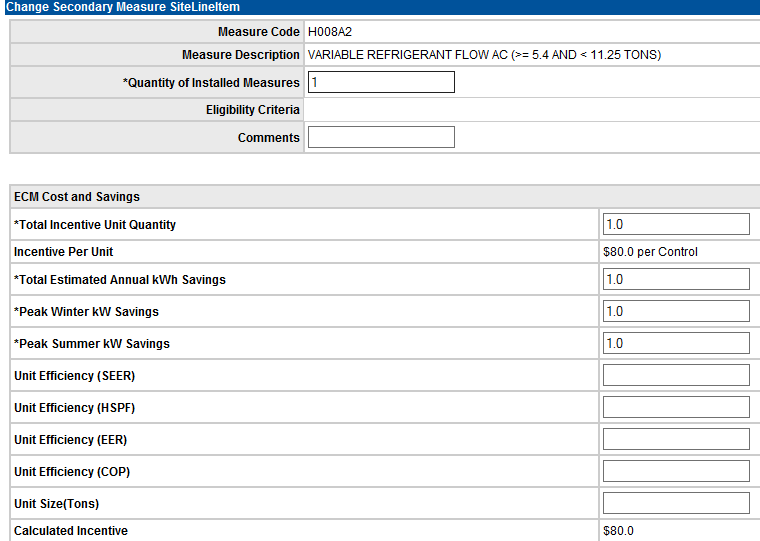 Change Secondary Measure SiteLineItem
Measure Code H008A2
Measure Description VARIABLE REFRIGERANT FLOW AC (>= 5.4 AND < 11.25 TONS)
*Quantity of Installed Measures 1
Eligibility Criteria
Comments
ECM Cost and Savings
*Total Incentive Unit Quantity 1.0
Incentive Per Unit $80.0 per Control
*Total Estimated Annual kWh Savings 1.0
*Peak Winter kW Savings 1.0
*Peak Summer kW Savings 1.0
Unit Efficiency (SEER)
Unit Efficiency (HSPF)
Unit Efficiency (EER)
Unit Efficiency (COP)
Unit Size(Tons)
Calculated Incentive $80.0